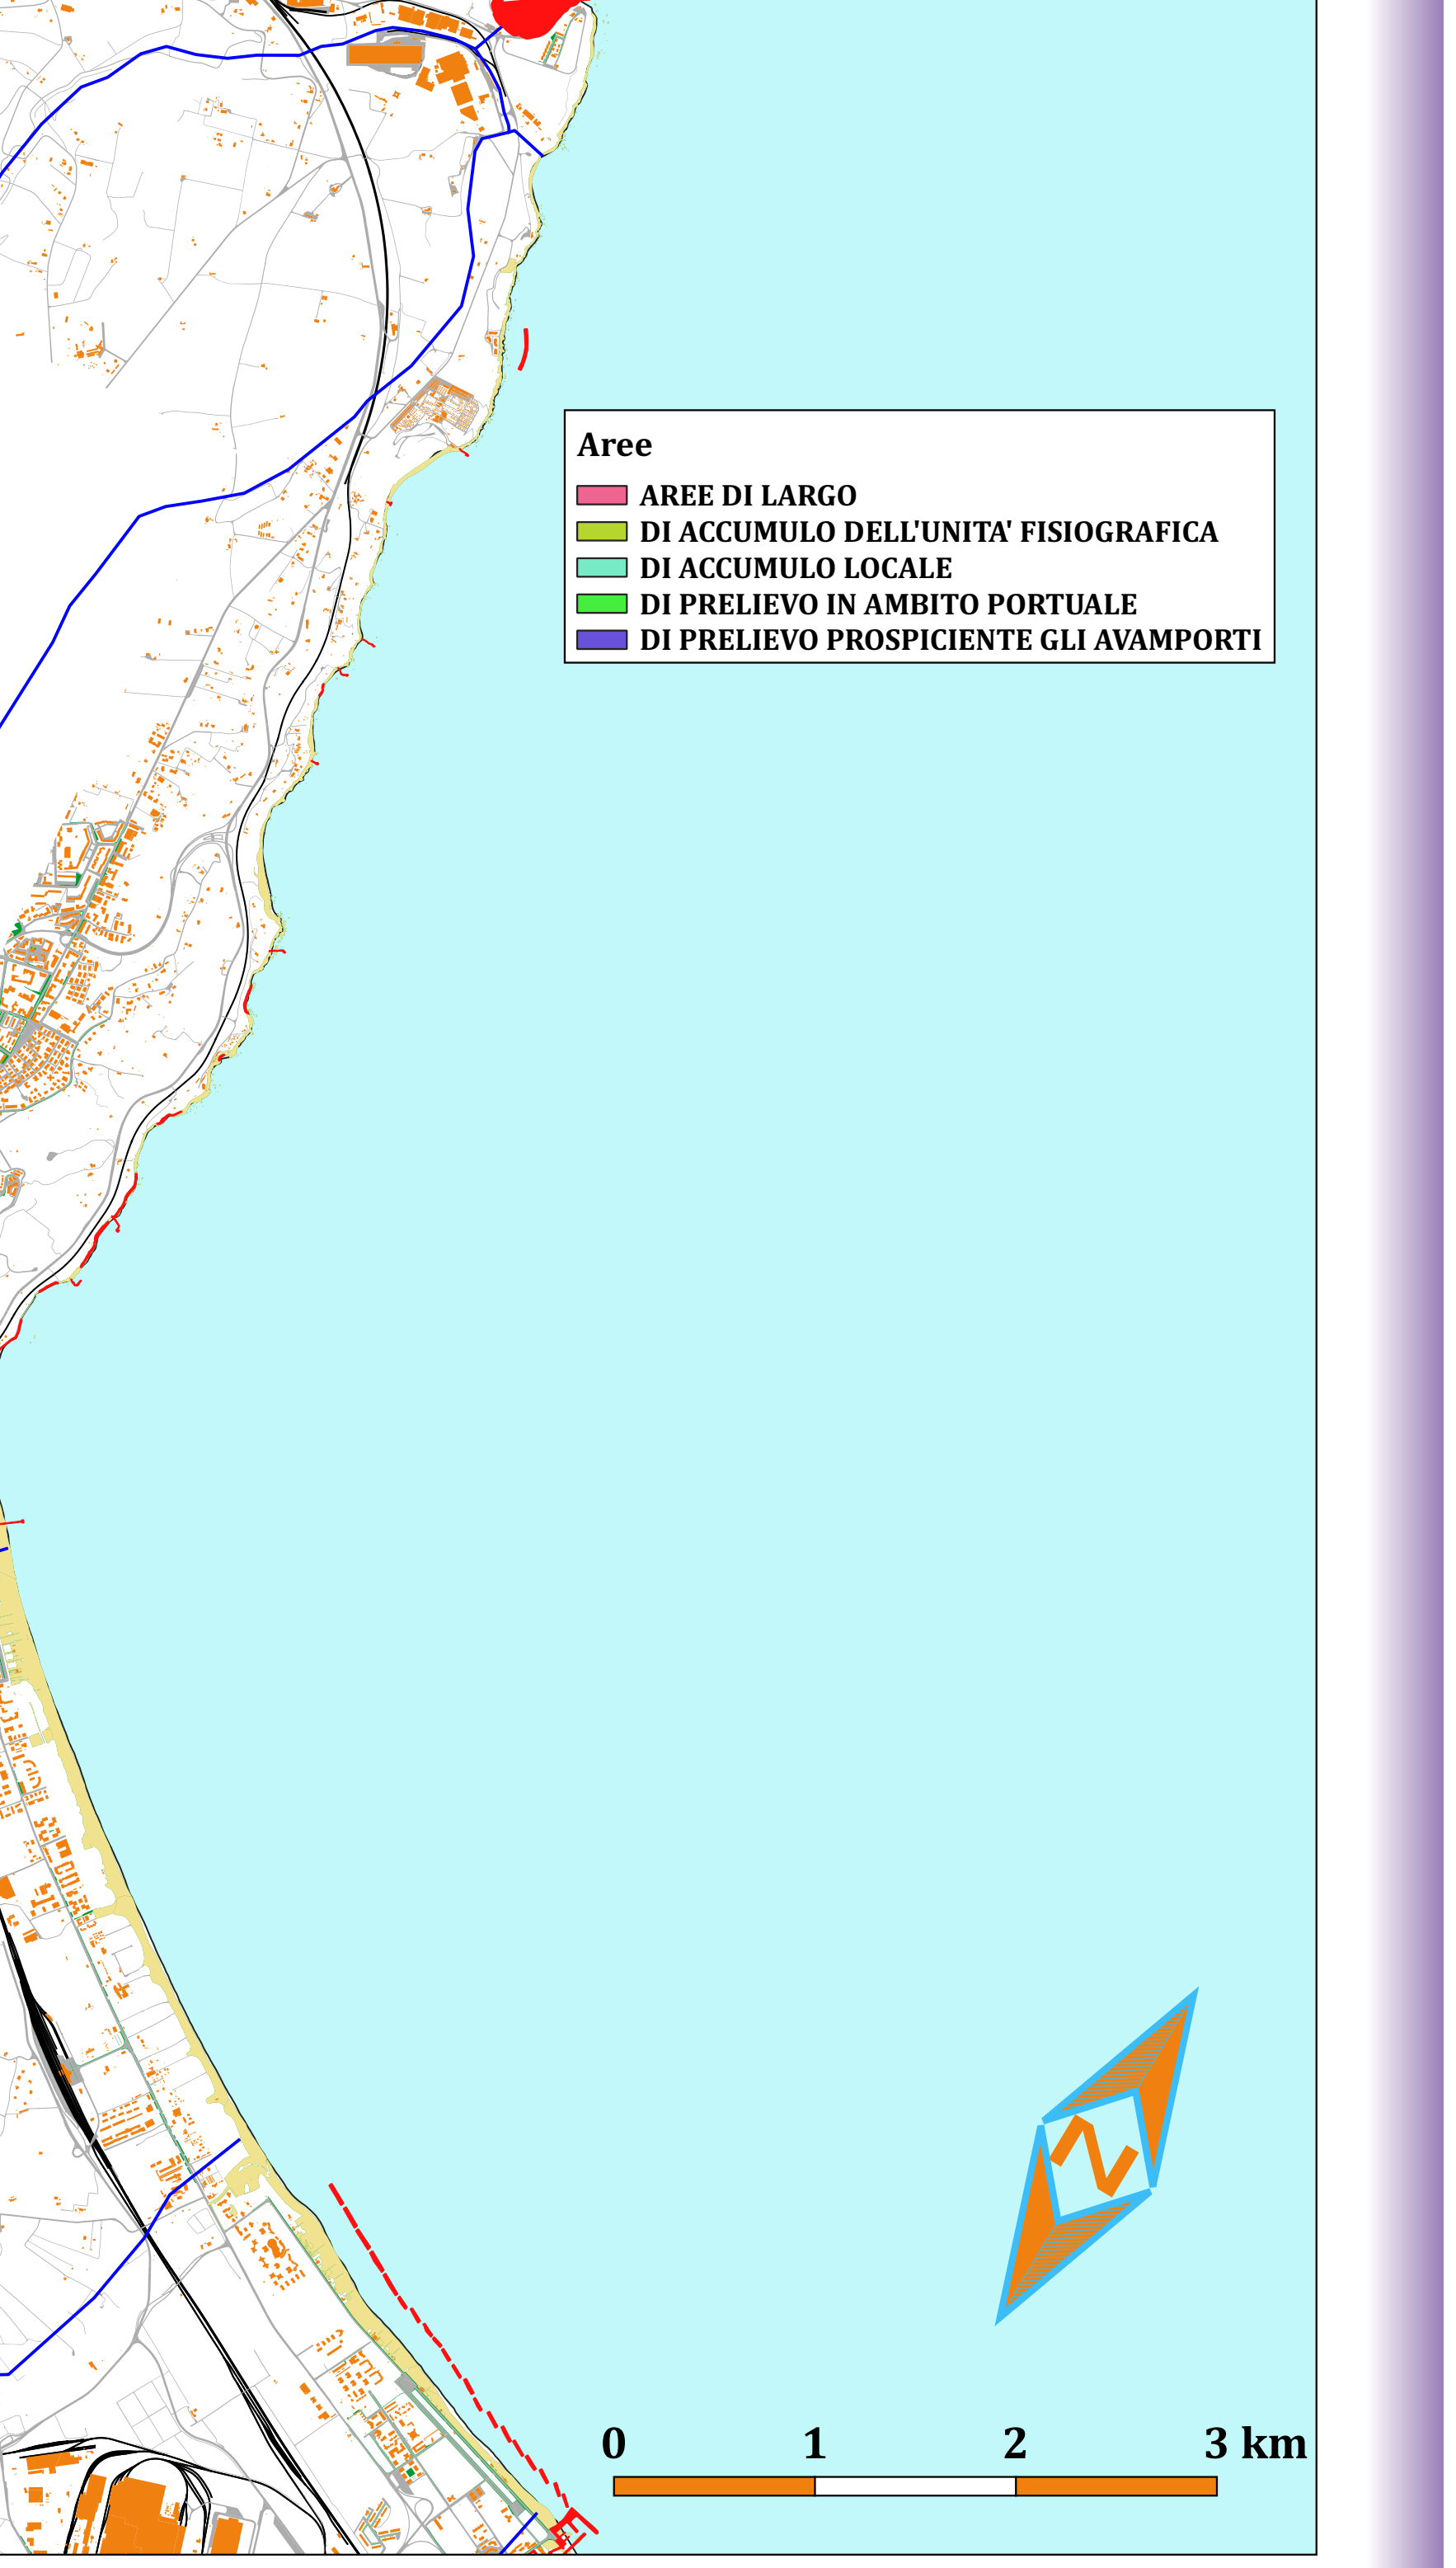 Aree
AREE DI LARGO
DI ACCUMULO DELL'UNITA' FISIOGRAFICA
DI ACCUMULO LOCALE
DI PRELIEVO IN AMBITO PORTUALE
DI PRELIEVO PROSPICIENTE GLI AVAMPORTI
N
0 1 2 3 km